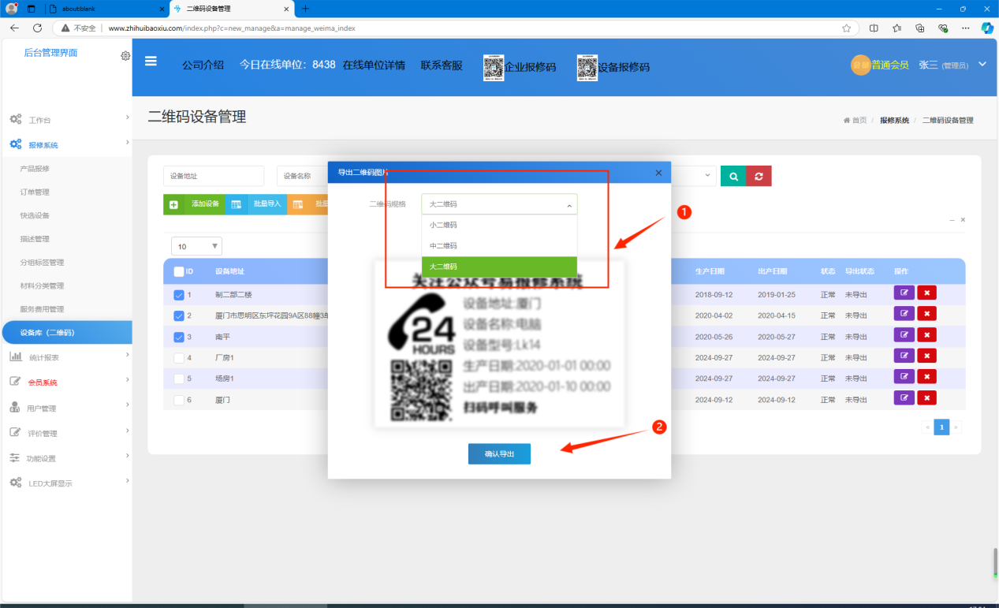 about:blank
二维码设备管理
不安全
www.zhihuibaoxiu.com/index.php?c=new_manage&a=manage_weima_index
后台管理界面
公司介绍 今日在线单位：8438 在线单位详情 联系客服 企业报修码 设备报修码
普通会员 张三 (管理员)
二维码设备管理
首页 / 报修系统 / 二维码设备管理
工作台
报修系统
产品报修
订单管理
快选设备
描述管理
分组标签管理
材料分类管理
服务费用管理
设备库（二维码）
统计报表
会员系统
用户管理
评价管理
功能设置
LED大屏显示
设备地址 设备名称
添加设备 批量导入
10
ID 设备地址 生产日期 出产日期 状态 导出状态 操作
1 制二部二楼 2018-09-12 2019-01-25 正常 未导出
2 厦门市思明区东坪花园9A区88幢 2020-04-02 2020-04-15 正常 未导出
3 南平 2020-05-26 2020-05-27 正常 未导出
4 厂房1 2024-09-27 2024-09-27 正常 未导出
5 场房1 2024-09-27 2024-09-27 正常 未导出
6 厦门 2024-09-12 2024-09-12 正常 未导出
« 1 »
导出二维码图片
二维码规格 大二维码
小二维码
中二维码
大二维码
1
关注公众号易报修系统
24
HOURS
设备地址:厦门
设备名称:电脑
设备型号:Lk14
生产日期:2020-01-01 00:00
出产日期:2020-01-10 00:00
扫码呼叫服务
2
确认导出